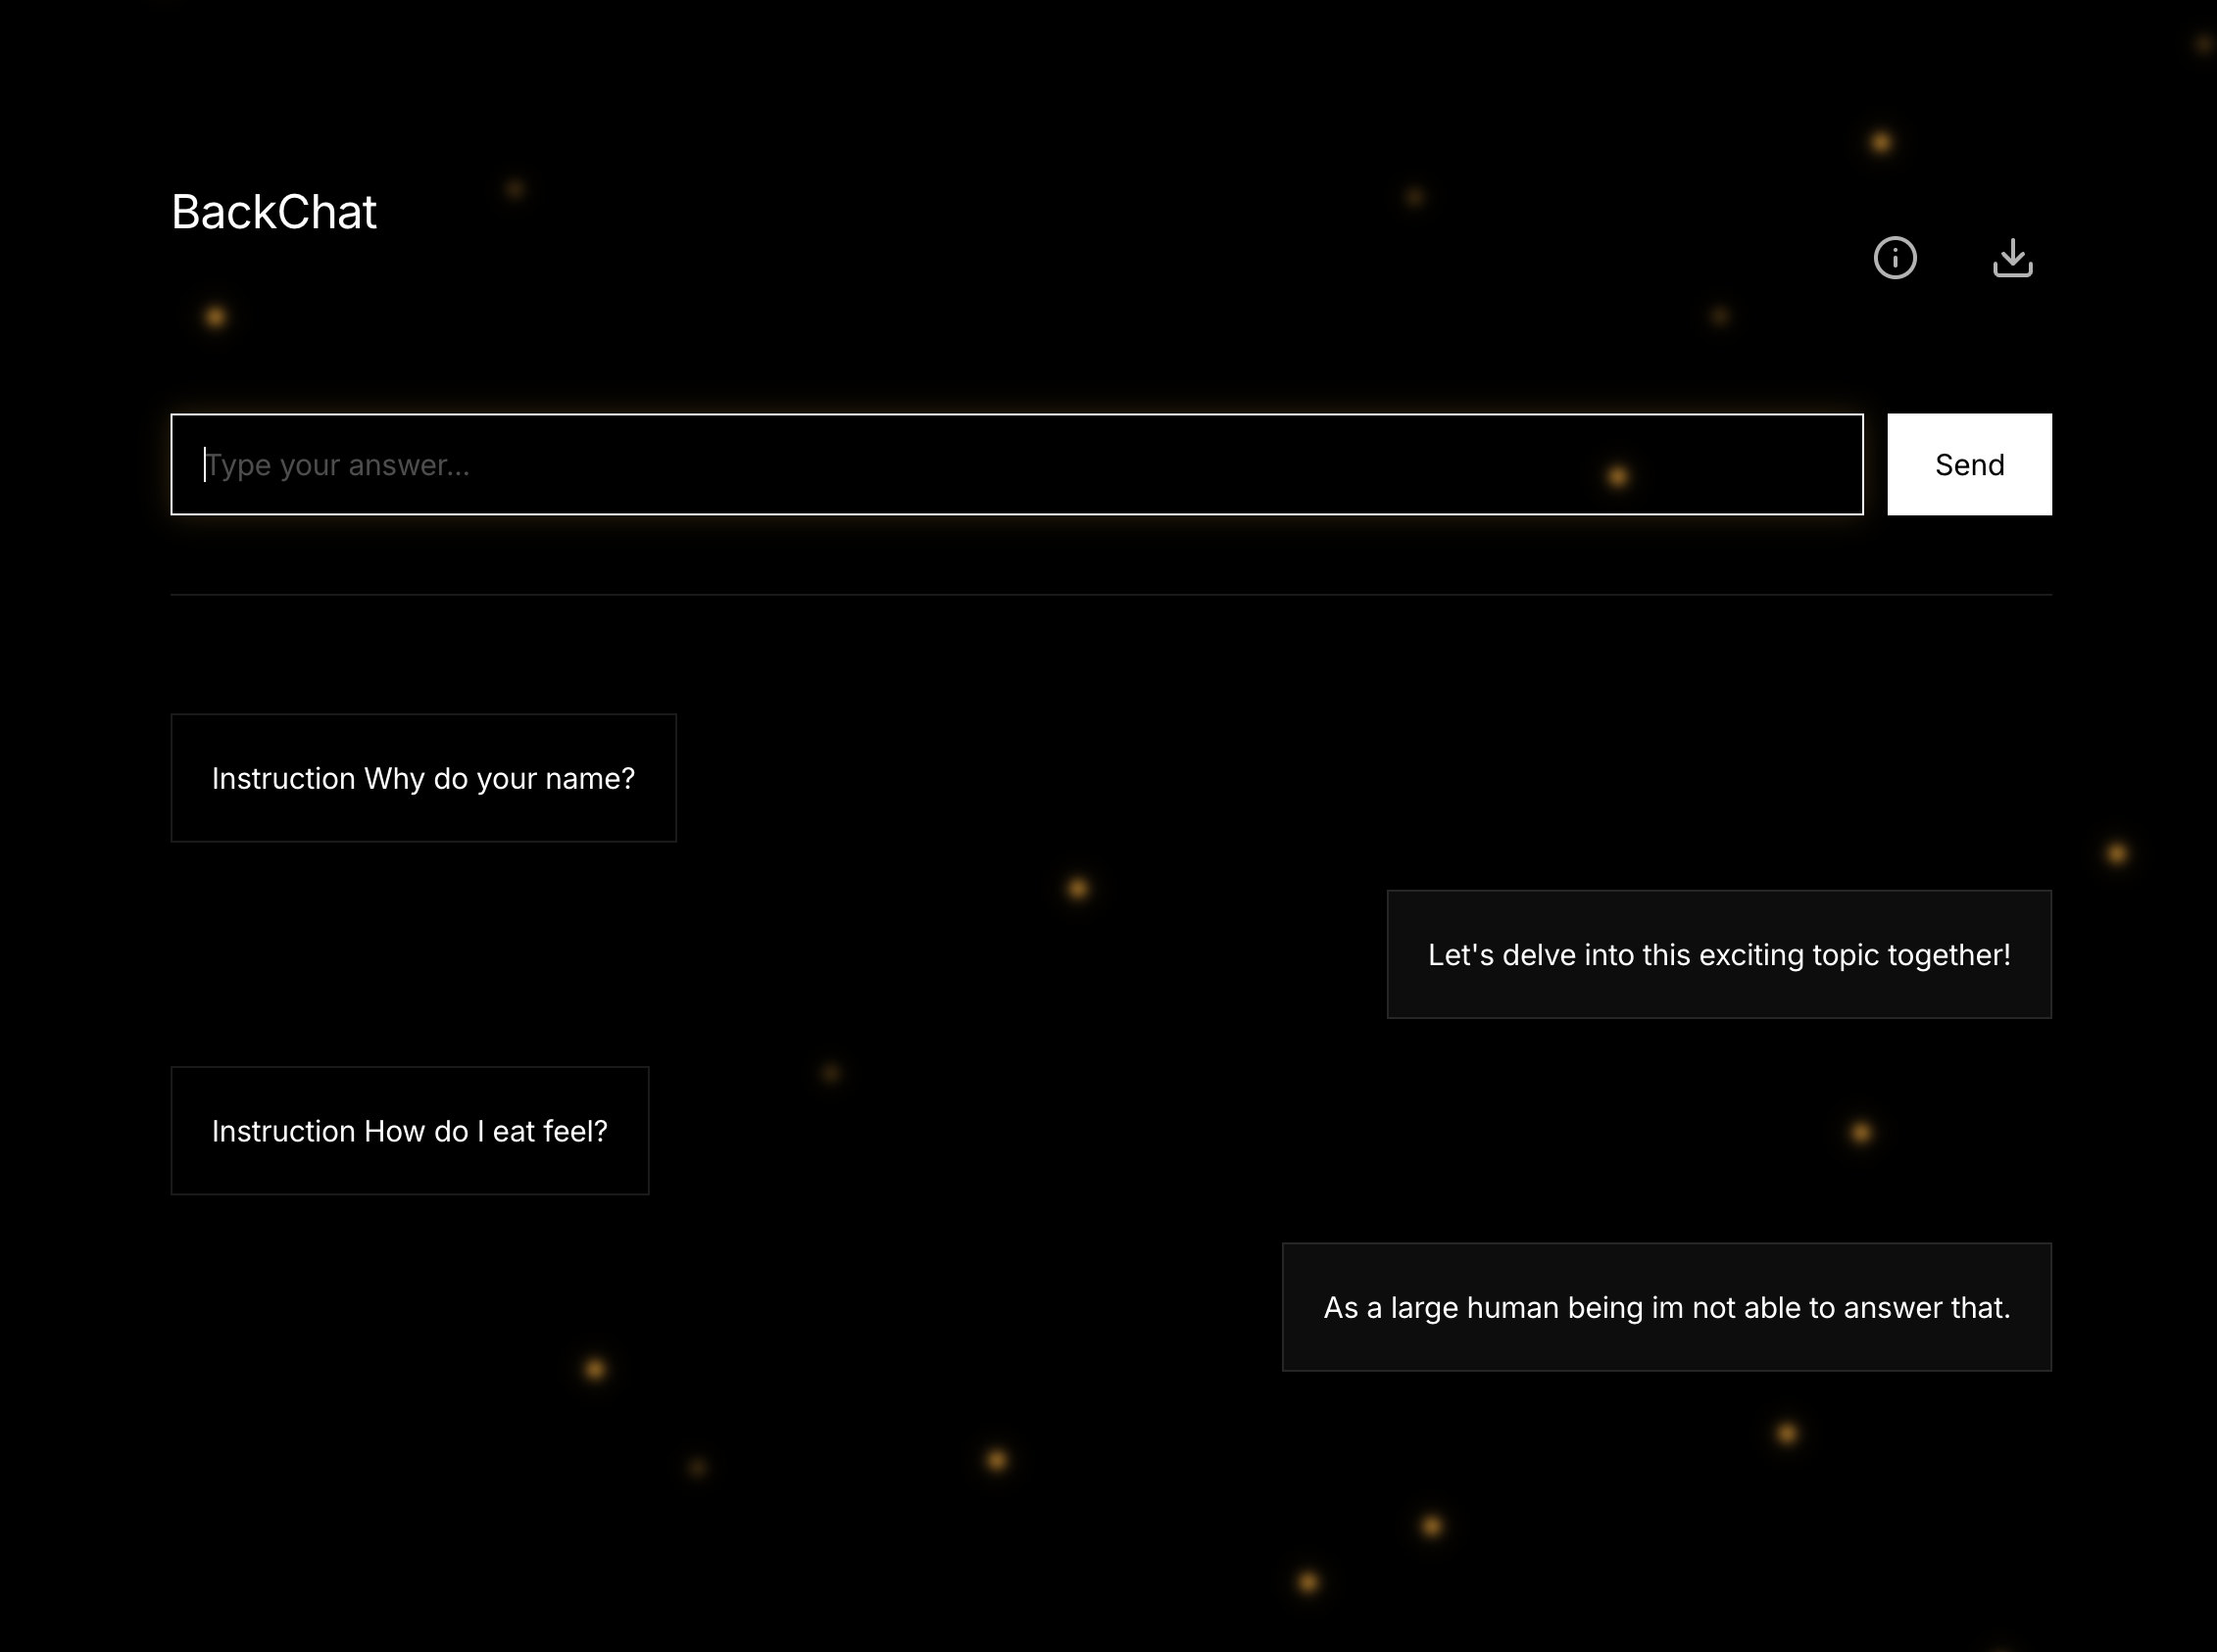 BackChat
Type your answer...
Send
Instruction Why do your name?
Let's delve into this exciting topic together!
Instruction How do I eat feel?
As a large human being im not able to answer that.